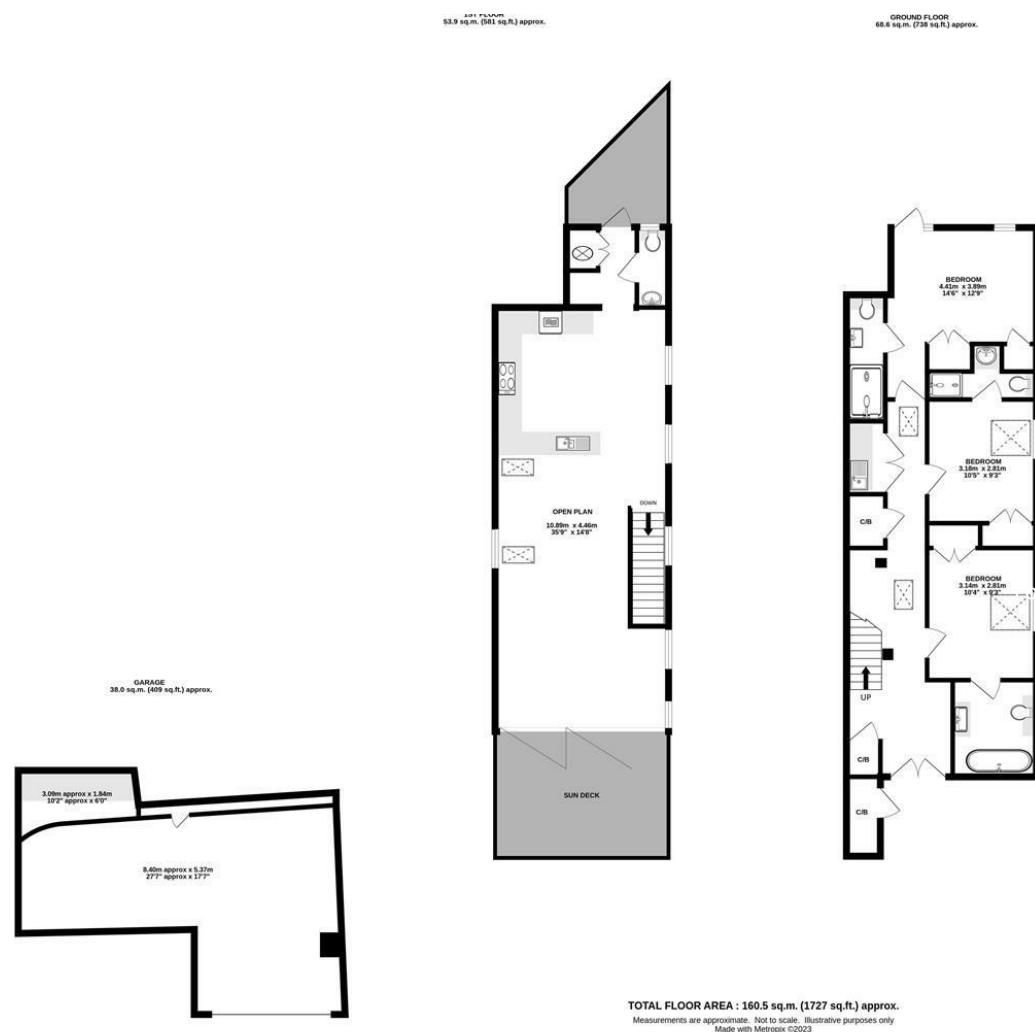 1ST FLOOR
53.9 sq.m. (581 sq.ft.) approx.
GROUND FLOOR
68.6 sq.m. (738 sq.ft.) approx.
BEDROOM
4.41m x 3.89m
14'6" x 12'9"
BEDROOM
3.18m x 2.81m
10'5" x 9'3"
DOWN
OPEN PLAN
10.89m x 4.46m
35'9" x 14'8"
C/B
BEDROOM
3.14m x 2.81m
10'4" x 9'3"
UP
C/B
C/B
SUN DECK
GARAGE
38.0 sq.m. (409 sq.ft.) approx.
3.09m approx x 1.84m
10'2" approx x 6'0"
8.40m approx x 5.37m
27'7" approx x 17'7"
TOTAL FLOOR AREA : 160.5 sq.m. (1727 sq.ft.) approx.
Measurements are approximate. Not to scale. Illustrative purposes only
Made with Metropix ©2023